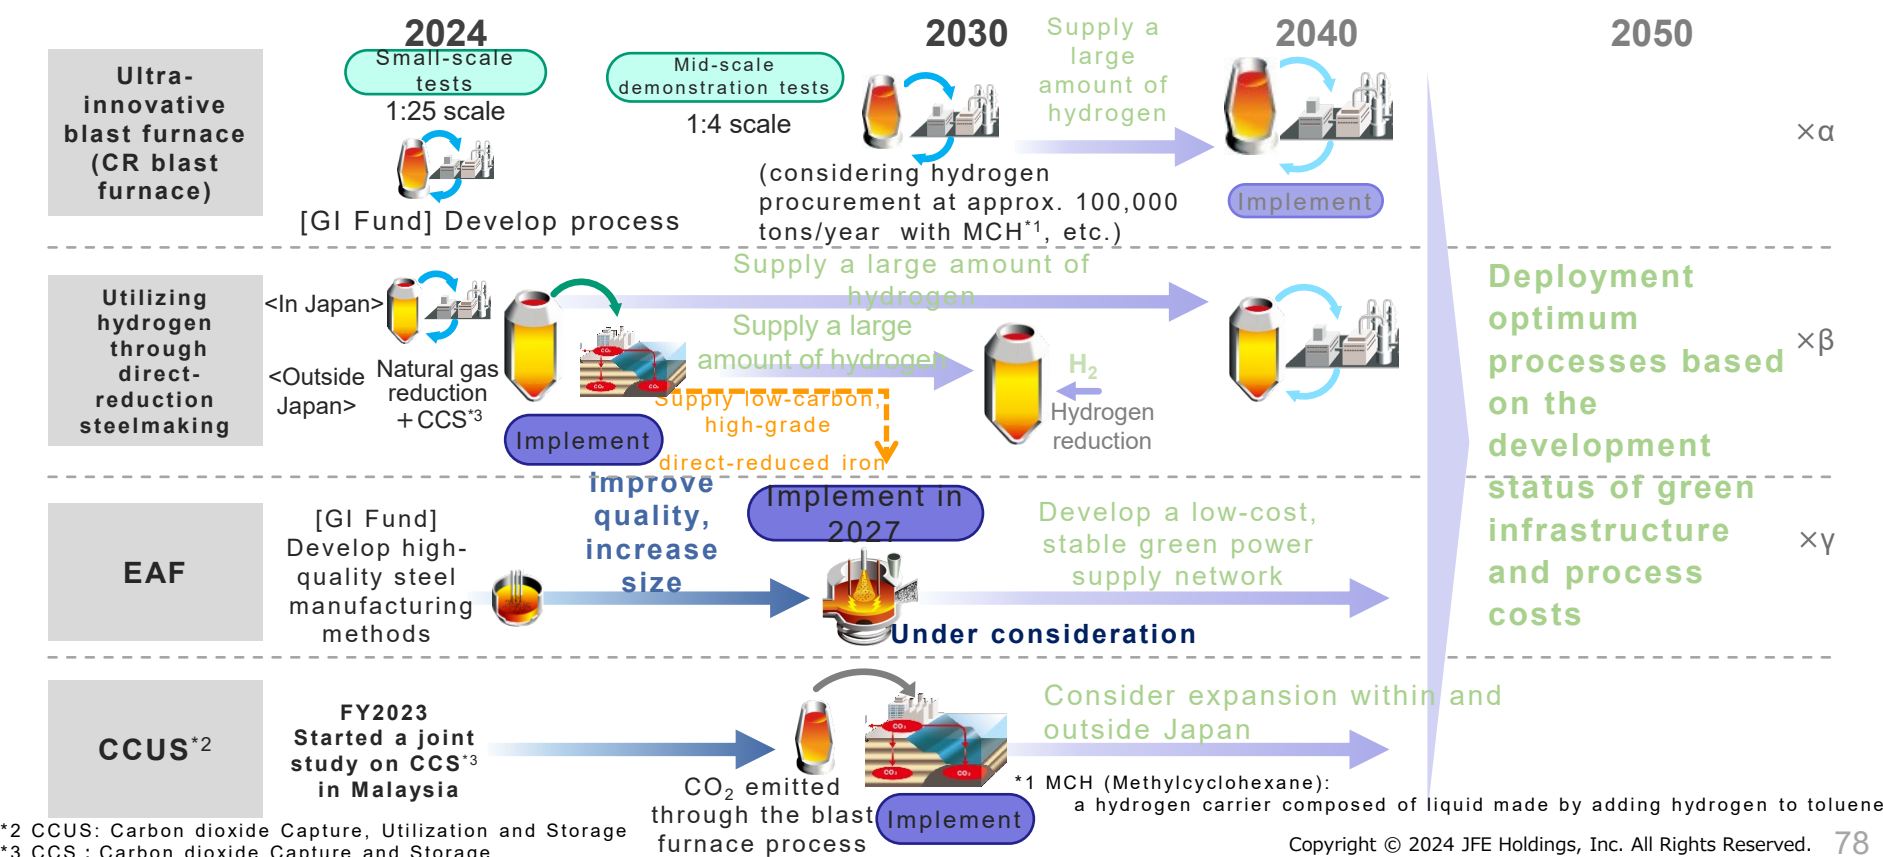 2024
2030
2040
2050
Ultra-
innovative
blast furnace
(CR blast
furnace)
Small-scale
tests
1:25 scale
[GI Fund] Develop process
Mid-scale
demonstration tests
1:4 scale
(considering hydrogen
procurement at approx. 100,000
tons/year with MCH*1, etc.)
Supply a
large
amount of
hydrogen
Implement
×α
Utilizing
hydrogen
through
direct-
reduction
steelmaking
<In Japan>
<Outside
Japan>
Natural gas
reduction
+CCS*3
Implement
Supply a large amount of
hydrogen
Supply a large
amount of hydrogen
Supply low-carbon,
high-grade
direct-reduced iron
H2
Hydrogen
reduction
×β
EAF
[GI Fund]
Develop high-
quality steel
manufacturing
methods
Improve
quality,
increase
size
Implement in
2027
Under consideration
Develop a low-cost,
stable green power
supply network
×γ
Deployment
optimum
processes based
on the
development
status of green
infrastructure
and process
costs
CCUS*2
FY2023
Started a joint
study on CCS*3
in Malaysia
CO2 emitted
through the blast
furnace process
Implement
Consider expansion within and
outside Japan
*1 MCH (Methylcyclohexane):
a hydrogen carrier composed of liquid made by adding hydrogen to toluene
*2 CCUS: Carbon dioxide Capture, Utilization and Storage
*3 CCS : Carbon dioxide Capture and Storage
Copyright © 2024 JFE Holdings, Inc. All Rights Reserved.
78